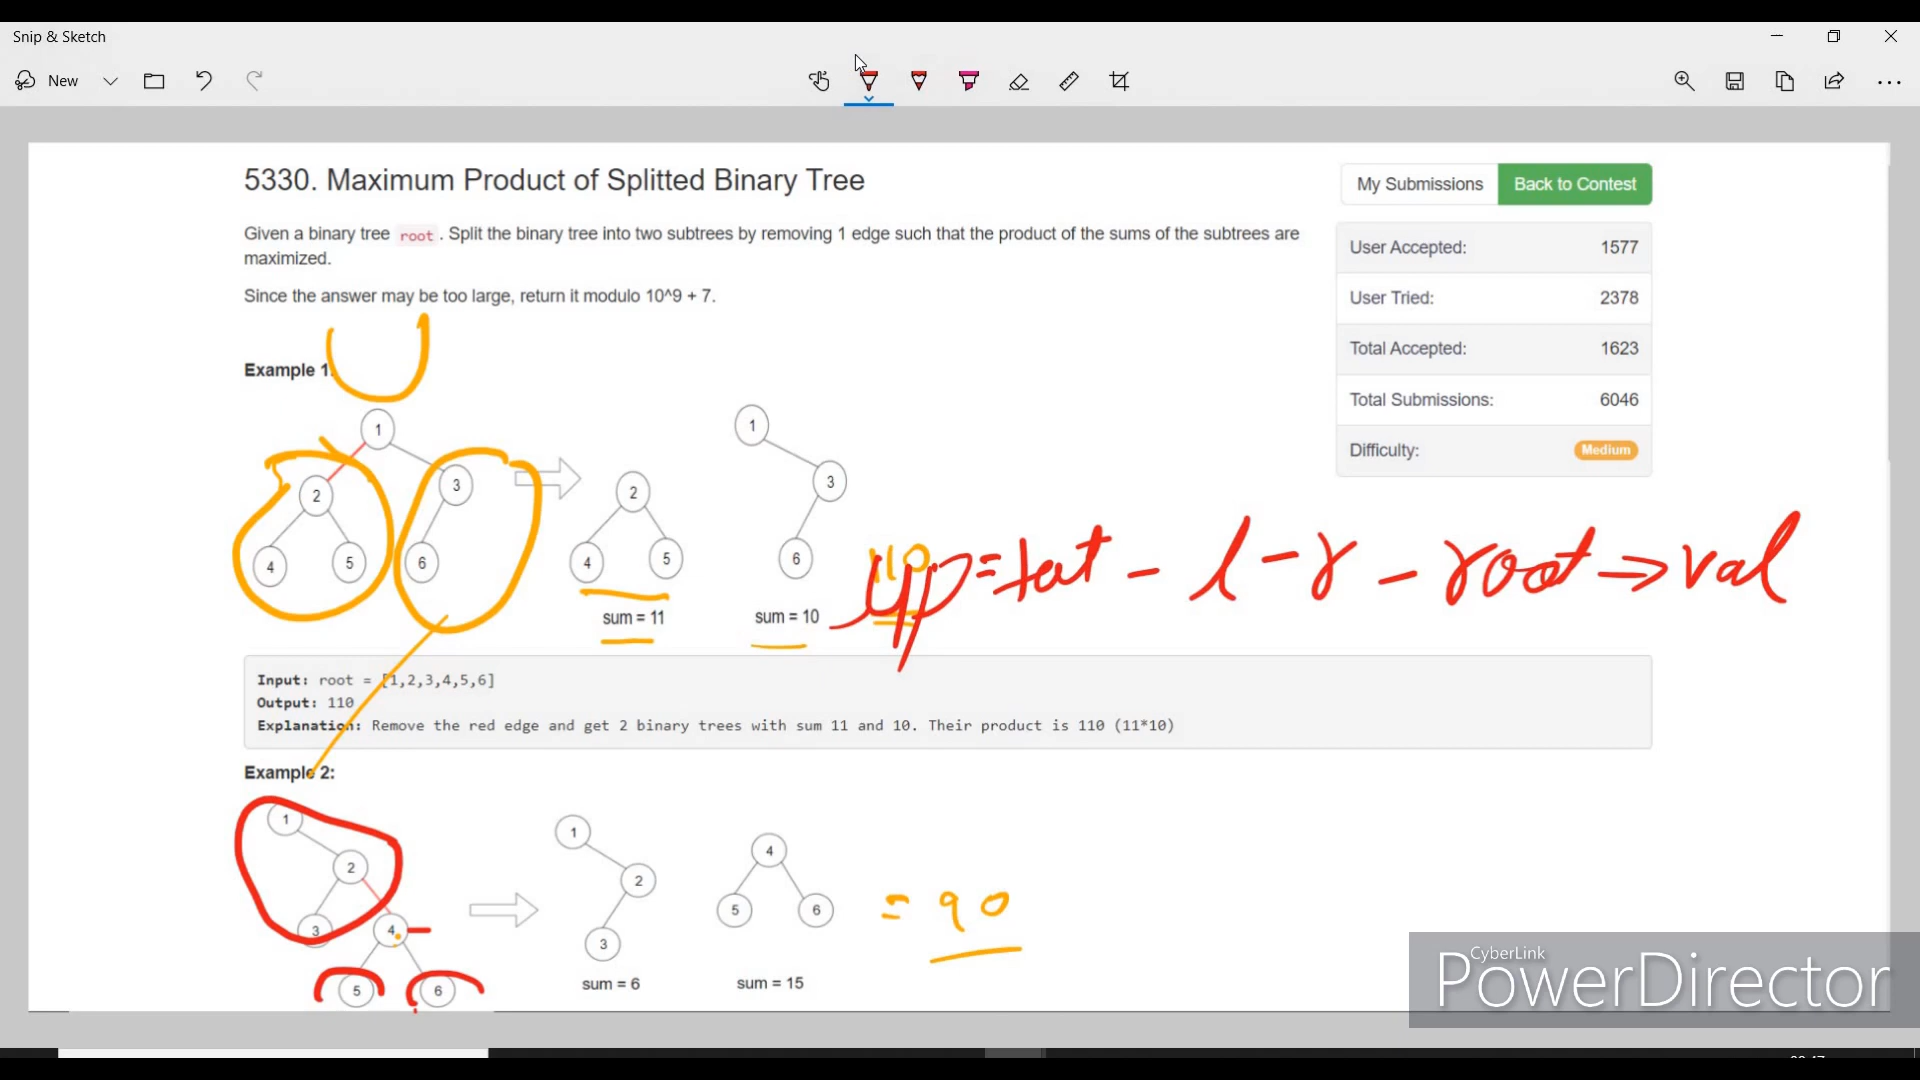 Snip & Sketch
New
5330. Maximum Product of Splitted Binary Tree
My Submissions
Back to Contest
Given a binary tree root . Split the binary tree into two subtrees by removing 1 edge such that the product of the sums of the subtrees are
maximized.
Since the answer may be too large, return it modulo 10^9 + 7.
User Accepted: 1577
User Tried: 2378
Total Accepted: 1623
Total Submissions: 6046
Difficulty: Medium
Example 1:
1
2
3
4
5
6
2
4
5
sum = 11
1
3
6
sum = 10
110
up = tot - l - r - root → val
Input: root = [1,2,3,4,5,6]
Output: 110
Explanation: Remove the red edge and get 2 binary trees with sum 11 and 10. Their product is 110 (11*10)
Example 2:
1
2
3
4
5
6
1
2
3
sum = 6
4
5
6
sum = 15
= 90
CyberLink
PowerDirector